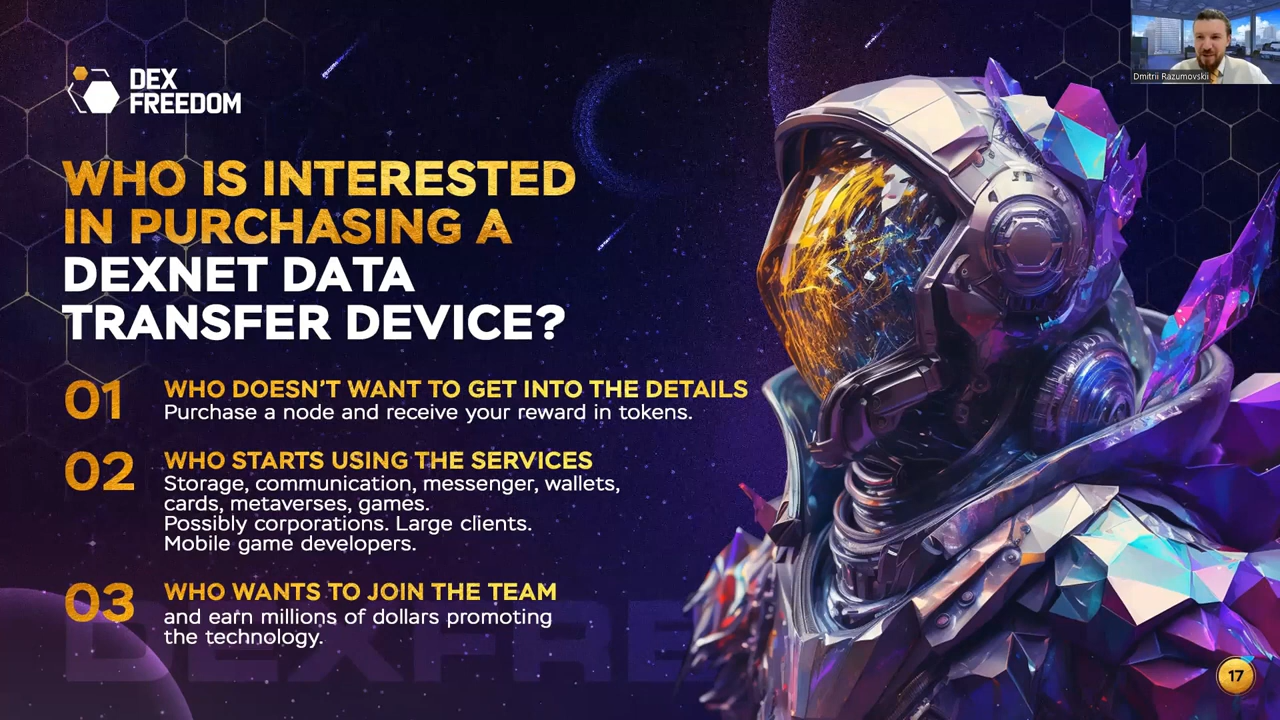 DEX
FREEDOM
Dmitrii Razumovskii
WHO IS INTERESTED
IN PURCHASING A
DEXNET DATA
TRANSFER DEVICE?
01
WHO DOESN'T WANT TO GET INTO THE DETAILS
Purchase a node and receive your reward in tokens.
02
WHO STARTS USING THE SERVICES
Storage, communication, messenger, wallets,
cards, metaverses, games.
Possibly corporations. Large clients.
Mobile game developers.
03
WHO WANTS TO JOIN THE TEAM
and earn millions of dollars promoting
the technology.
DEXFRE
17